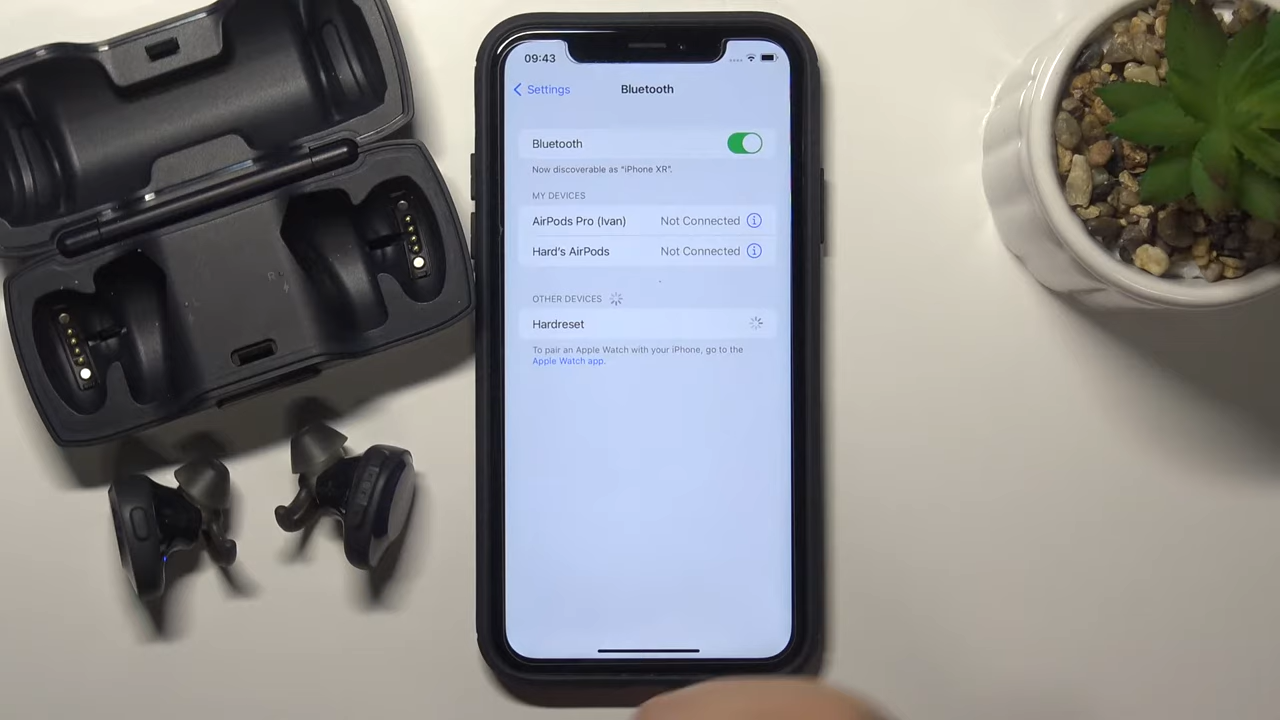 09:43
Settings
Bluetooth
Bluetooth
Now discoverable as “iPhone XR”.
MY DEVICES
AirPods Pro (Ivan) Not Connected
Hard’s AirPods Not Connected
OTHER DEVICES
Hardreset
To pair an Apple Watch with your iPhone, go to the
Apple Watch app.